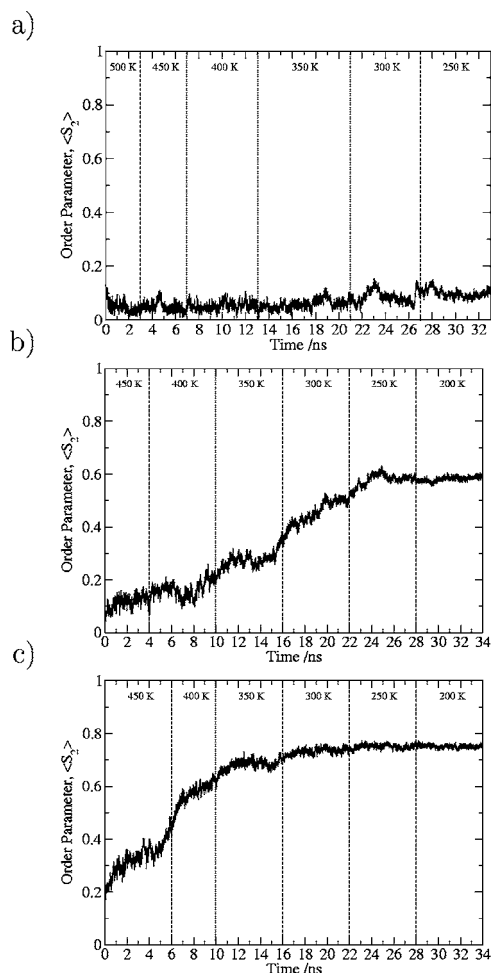 a)
1
500 K 450 K 400 K 350 K 300 K 250 K
0.8
0.6
0.4
0.2
0
Order Parameter, <S2>
0 2 4 6 8 10 12 14 16 18 20 22 24 26 28 30 32
Time /ns
b)
1
450 K 400 K 350 K 300 K 250 K 200 K
0.8
0.6
0.4
0.2
0
Order Parameter, <S2>
0 2 4 6 8 10 12 14 16 18 20 22 24 26 28 30 32 34
Time /ns
c)
1
450 K 400 K 350 K 300 K 250 K 200 K
0.8
0.6
0.4
0.2
0
Order Parameter, <S2>
0 2 4 6 8 10 12 14 16 18 20 22 24 26 28 30 32 34
Time /ns